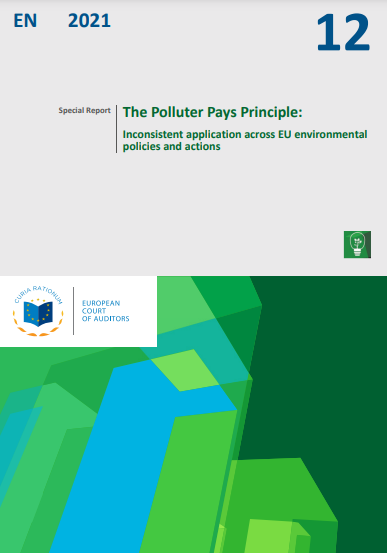 EN 2021
12
Special Report
The Polluter Pays Principle:
Inconsistent application across EU environmental
policies and actions
CURIA RATIONUM
EUROPEAN
COURT
OF AUDITORS